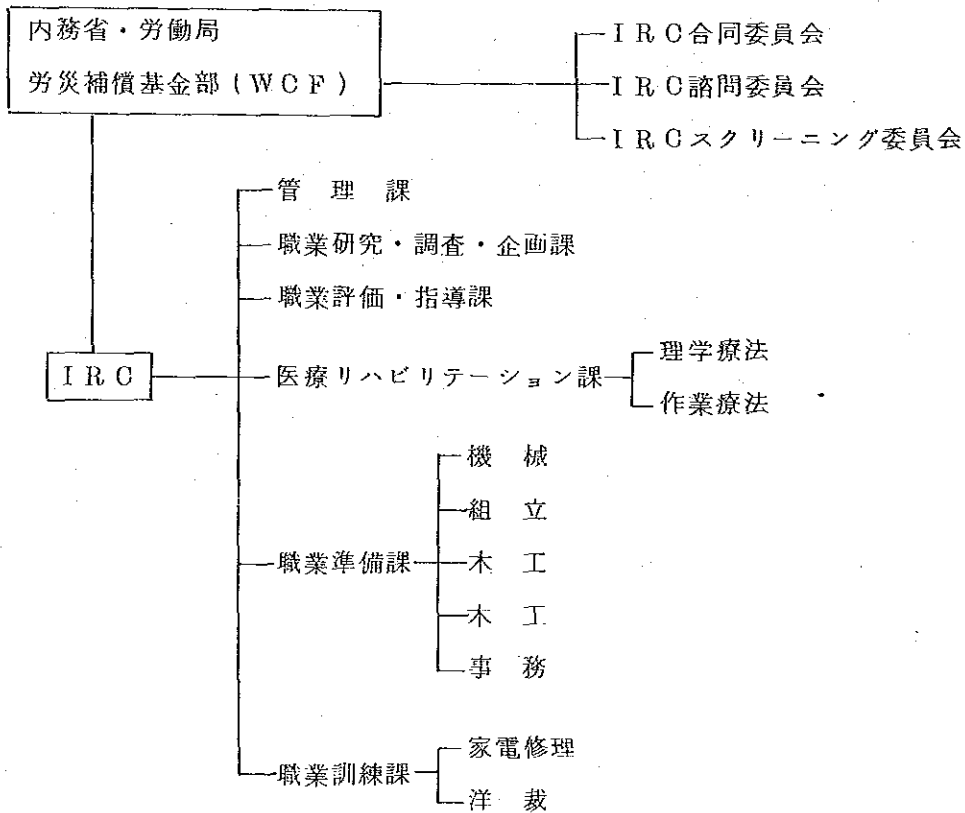 内務省・労働局
労災補償基金部（WCF）
IRC合同委員会
IRC諮問委員会
IRCスクリーニング委員会
IRC
管理課
職業研究・調査・企画課
職業評価・指導課
医療リハビリテーション課
理学療法
作業療法
職業準備課
機械
組立
木工
木工
事務
職業訓練課
家電修理
洋裁